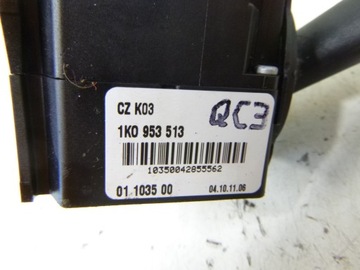 CZ K03
QC3
1K0 953 513
10350042855562
01 1035 00
04.10.11.06